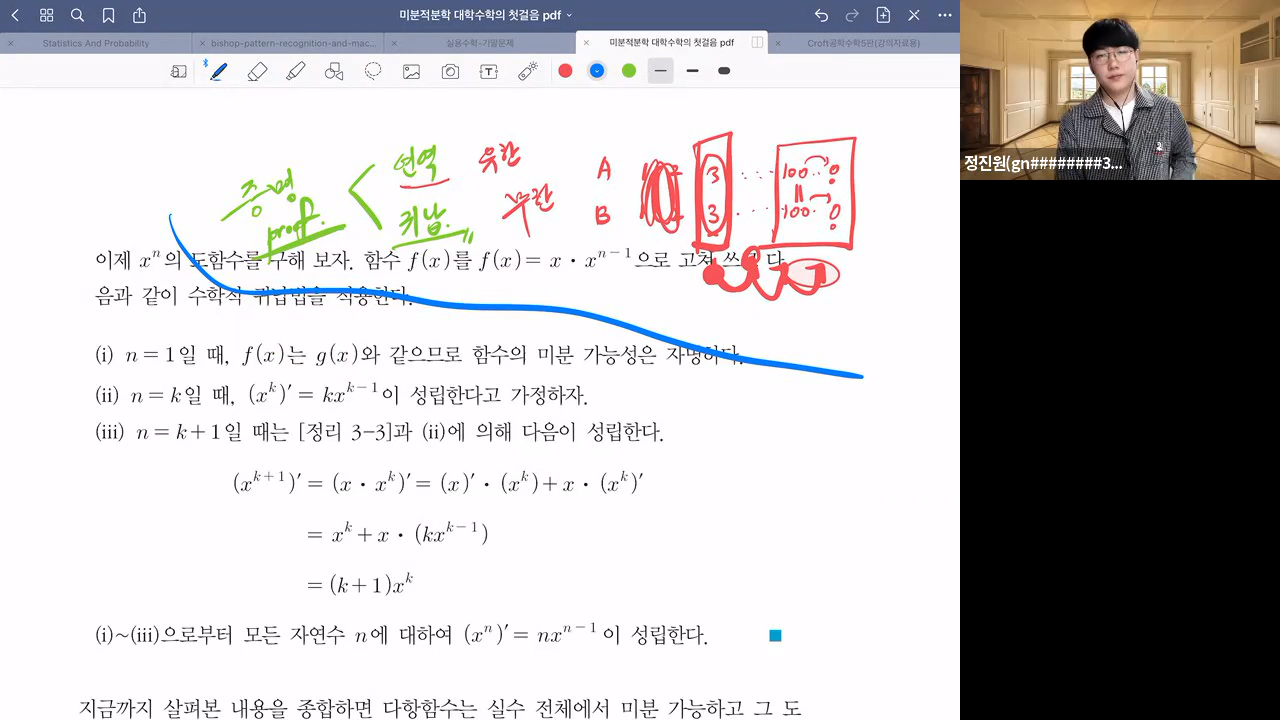 미분적분학 대학수학의 첫걸음 pdf
Statistics And Probability
bishop-pattern-recognition-and-mac...
실용수학-기말문제
미분적분학 대학수학의 첫걸음 pdf
Croft공학수학5판(강의자료용)
정진원(gn########3...
증명 연역 유한 A 3 ... 100 .. 0
proof. 귀납 무한 B 3 ... 100 . 0
이제 xⁿ의 도함수를 구해 보자. 함수 f(x)를 f(x) = x · xⁿ⁻¹으로 고쳐 쓰고 다
음과 같이 수학적 귀납법을 적용한다.
(i) n = 1일 때, f(x)는 g(x)와 같으므로 함수의 미분 가능성은 자명하다.
(ii) n = k일 때, (xᵏ)′ = kxᵏ⁻¹이 성립한다고 가정하자.
(iii) n = k+1일 때는 [정리 3-3]과 (ii)에 의해 다음이 성립한다.
(xᵏ⁺¹)′ = (x · xᵏ)′ = (x)′ · (xᵏ) + x · (xᵏ)′
= xᵏ + x · (kxᵏ⁻¹)
= (k+1)xᵏ
(i)~(iii)으로부터 모든 자연수 n에 대하여 (xⁿ)′ = nxⁿ⁻¹이 성립한다.
지금까지 살펴본 내용을 종합하면 다항함수는 실수 전체에서 미분 가능하고 그 도